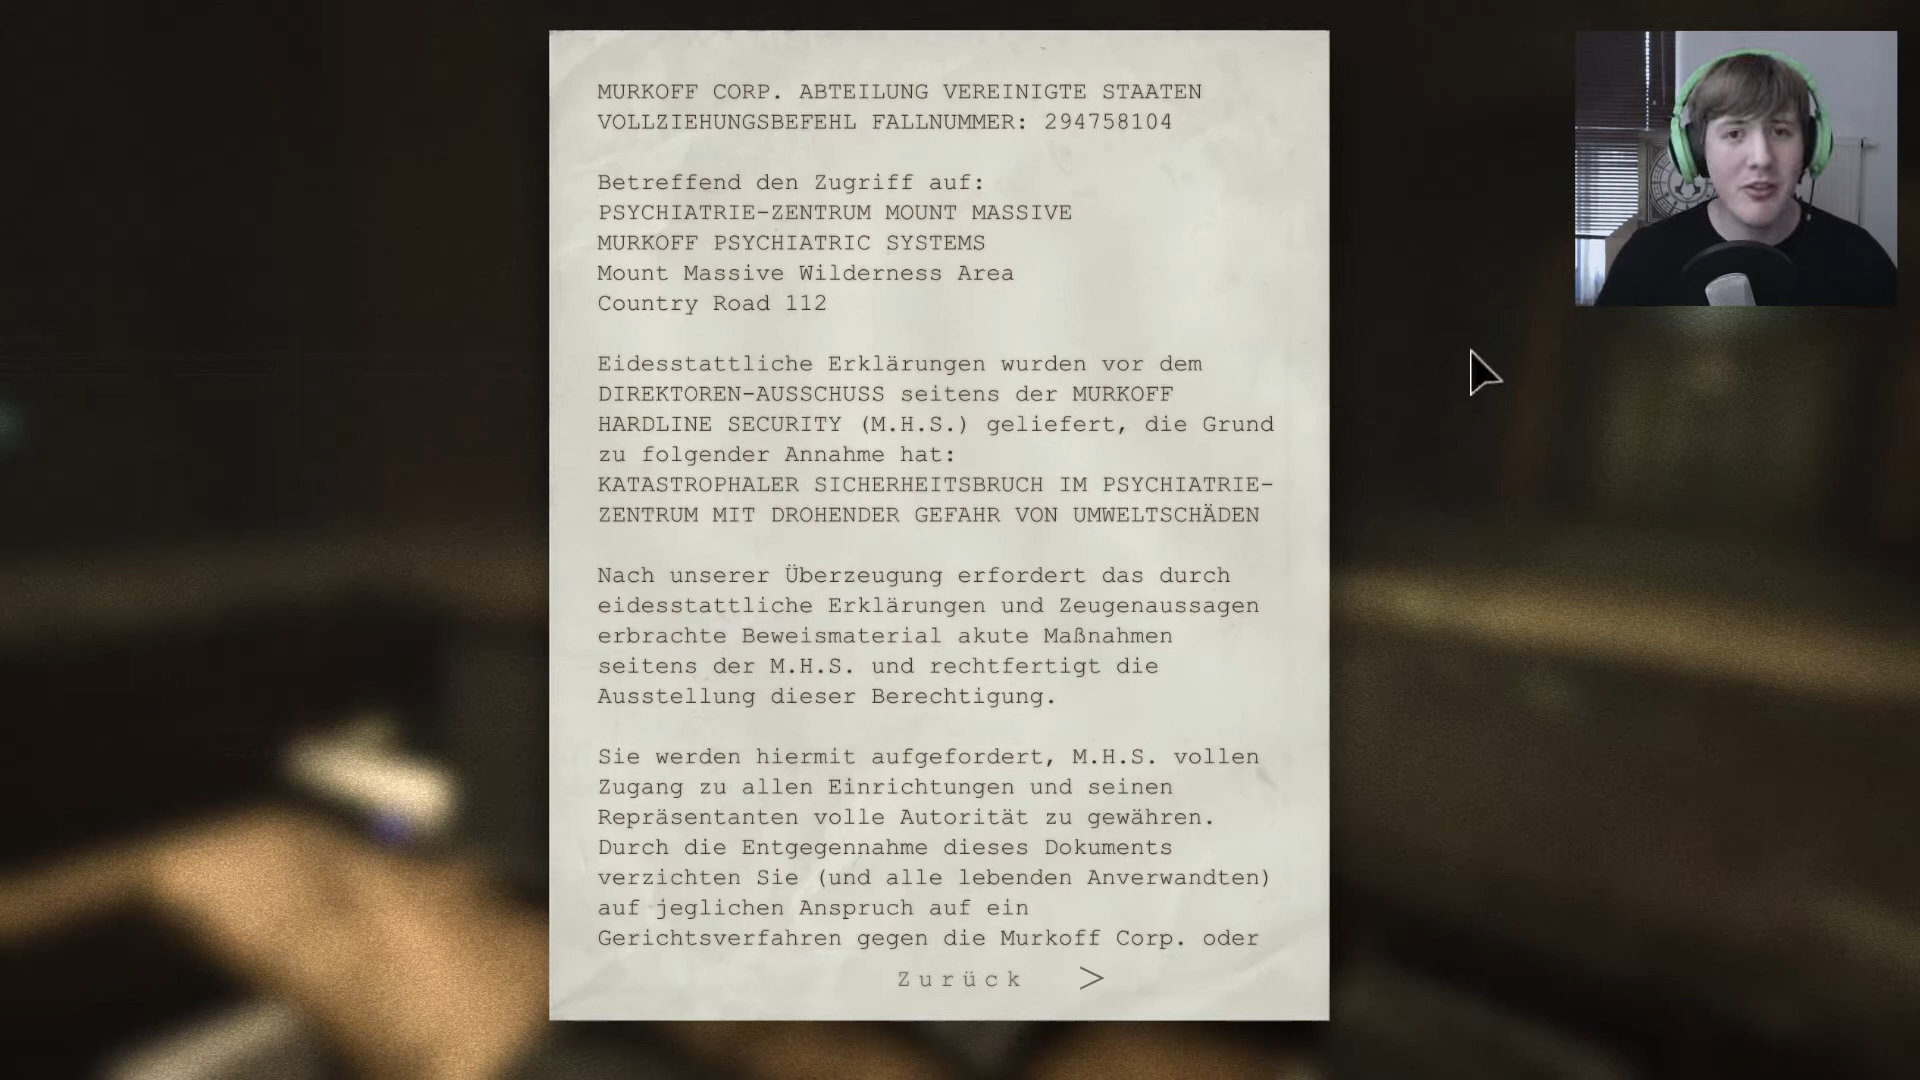 MURKOFF CORP. ABTEILUNG VEREINIGTE STAATEN
VOLLZIEHUNGSBEFEHL FALLNUMMER: 294758104
Betreffend den Zugriff auf:
PSYCHIATRIE-ZENTRUM MOUNT MASSIVE
MURKOFF PSYCHIATRIC SYSTEMS
Mount Massive Wilderness Area
Country Road 112
Eidesstattliche Erklärungen wurden vor dem
DIREKTOREN-AUSSCHUSS seitens der MURKOFF
HARDLINE SECURITY (M.H.S.) geliefert, die Grund
zu folgender Annahme hat:
KATASTROPHALER SICHERHEITSBRUCH IM PSYCHIATRIE-
ZENTRUM MIT DROHENDER GEFAHR VON UMWELTSCHÄDEN
Nach unserer Überzeugung erfordert das durch
eidesstattliche Erklärungen und Zeugenaussagen
erbrachte Beweismaterial akute Maßnahmen
seitens der M.H.S. und rechtfertigt die
Ausstellung dieser Berechtigung.
Sie werden hiermit aufgefordert, M.H.S. vollen
Zugang zu allen Einrichtungen und seinen
Repräsentanten volle Autorität zu gewähren.
Durch die Entgegennahme dieses Dokuments
verzichten Sie (und alle lebenden Anverwandten)
auf jeglichen Anspruch auf ein
Gerichtsverfahren gegen die Murkoff Corp. oder
Zurück >